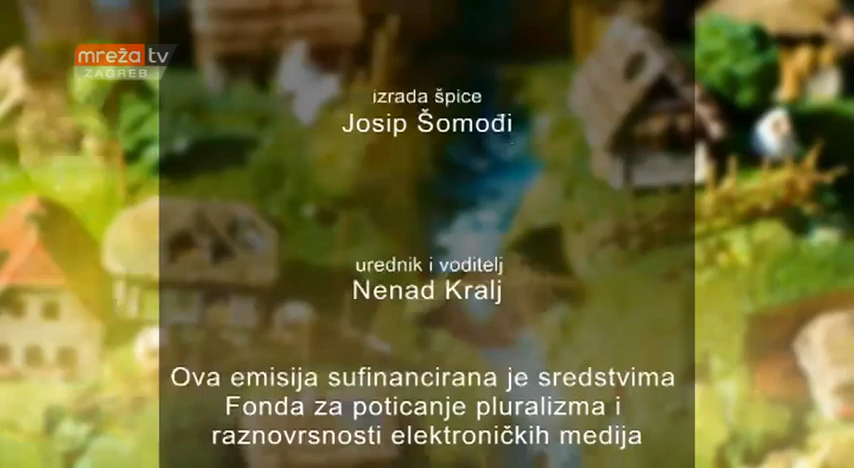 mreža tv
ZAGREB
izrada špice
Josip Šomođi
urednik i voditelj
Nenad Kralj
Ova emisija sufinancirana je sredstvima
Fonda za poticanje pluralizma i
raznovrsnosti elektroničkih medija